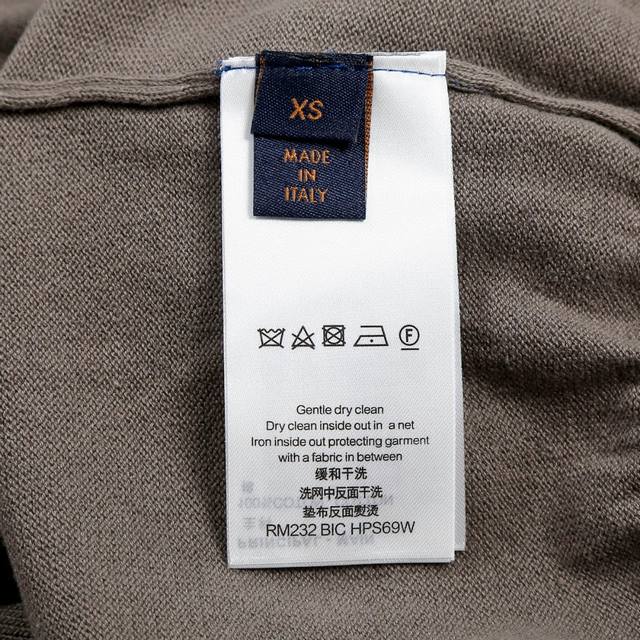 XS
MADE
IN
ITALY
F
Gentle dry clean
Dry clean inside out in a net
Iron inside out protecting garment
with a fabric in between
缓和干洗
洗网中反面干洗
垫布反面熨烫
RM232 BIC HPS69W